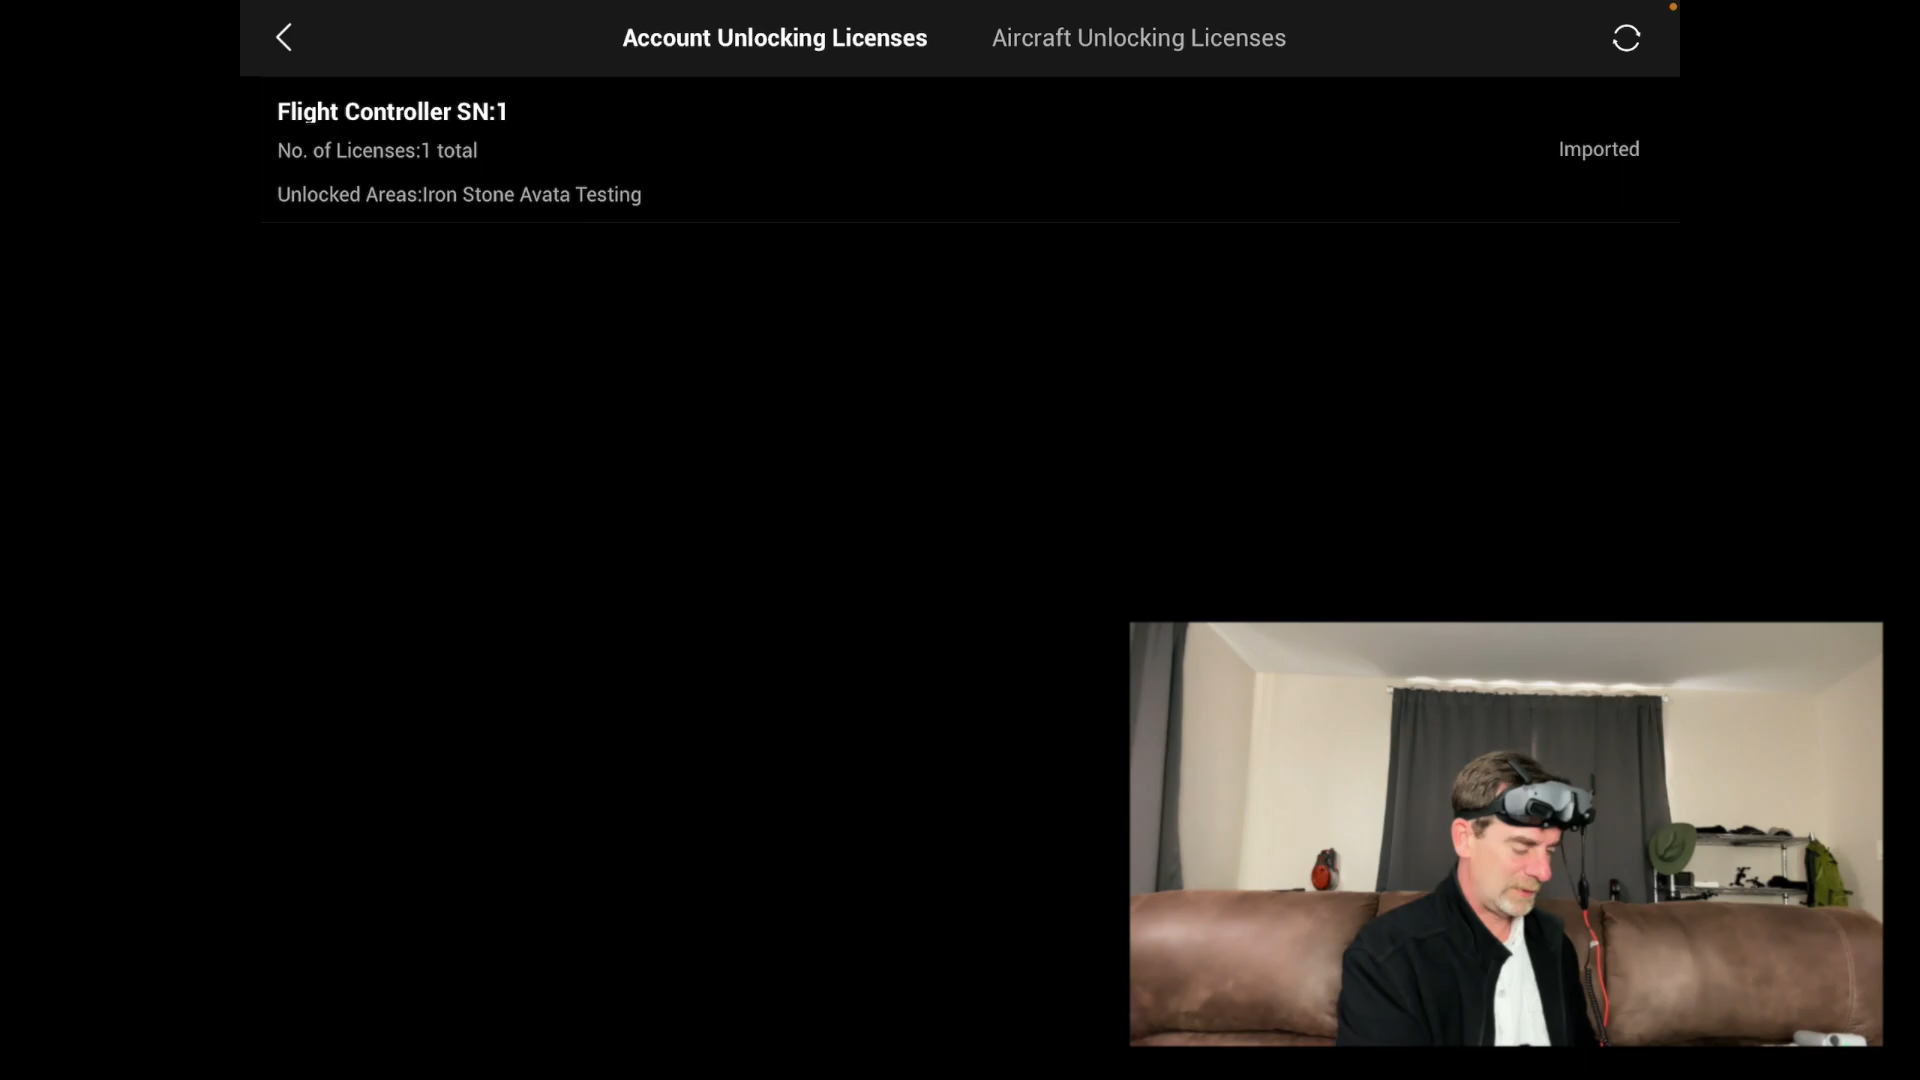 Account Unlocking Licenses
Aircraft Unlocking Licenses
Flight Controller SN:1
No. of Licenses:1 total
Imported
Unlocked Areas:Iron Stone Avata Testing